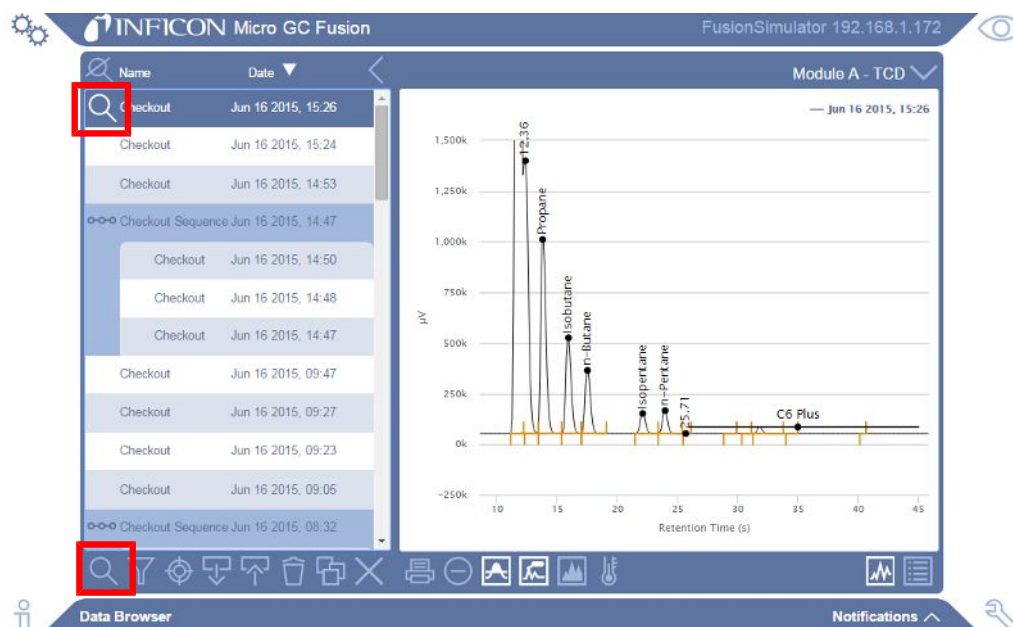 INFICON Micro GC Fusion
FusionSimulator 192.168.1.172
Name Date
Module A - TCD
Checkout Jun 16 2015, 15:26
Checkout Jun 16 2015, 15:24
Checkout Jun 16 2015, 14:53
Checkout Sequence Jun 16 2015, 14:47
Checkout Jun 16 2015, 14:50
Checkout Jun 16 2015, 14:48
Checkout Jun 16 2015, 14:47
Checkout Jun 16 2015, 09:47
Checkout Jun 16 2015, 09:27
Checkout Jun 16 2015, 09:23
Checkout Jun 16 2015, 09:05
Checkout Sequence Jun 16 2015, 08:32
Jun 16 2015, 15:26
1,500k
1,250k
1,000k
750k
500k
250k
0k
-250k
µV
12.36
Propane
Isobutane
n-Butane
Isopentane
n-Pentane
25.71
C6 Plus
10 15 20 25 30 35 40 45
Retention Time (s)
Data Browser
Notifications